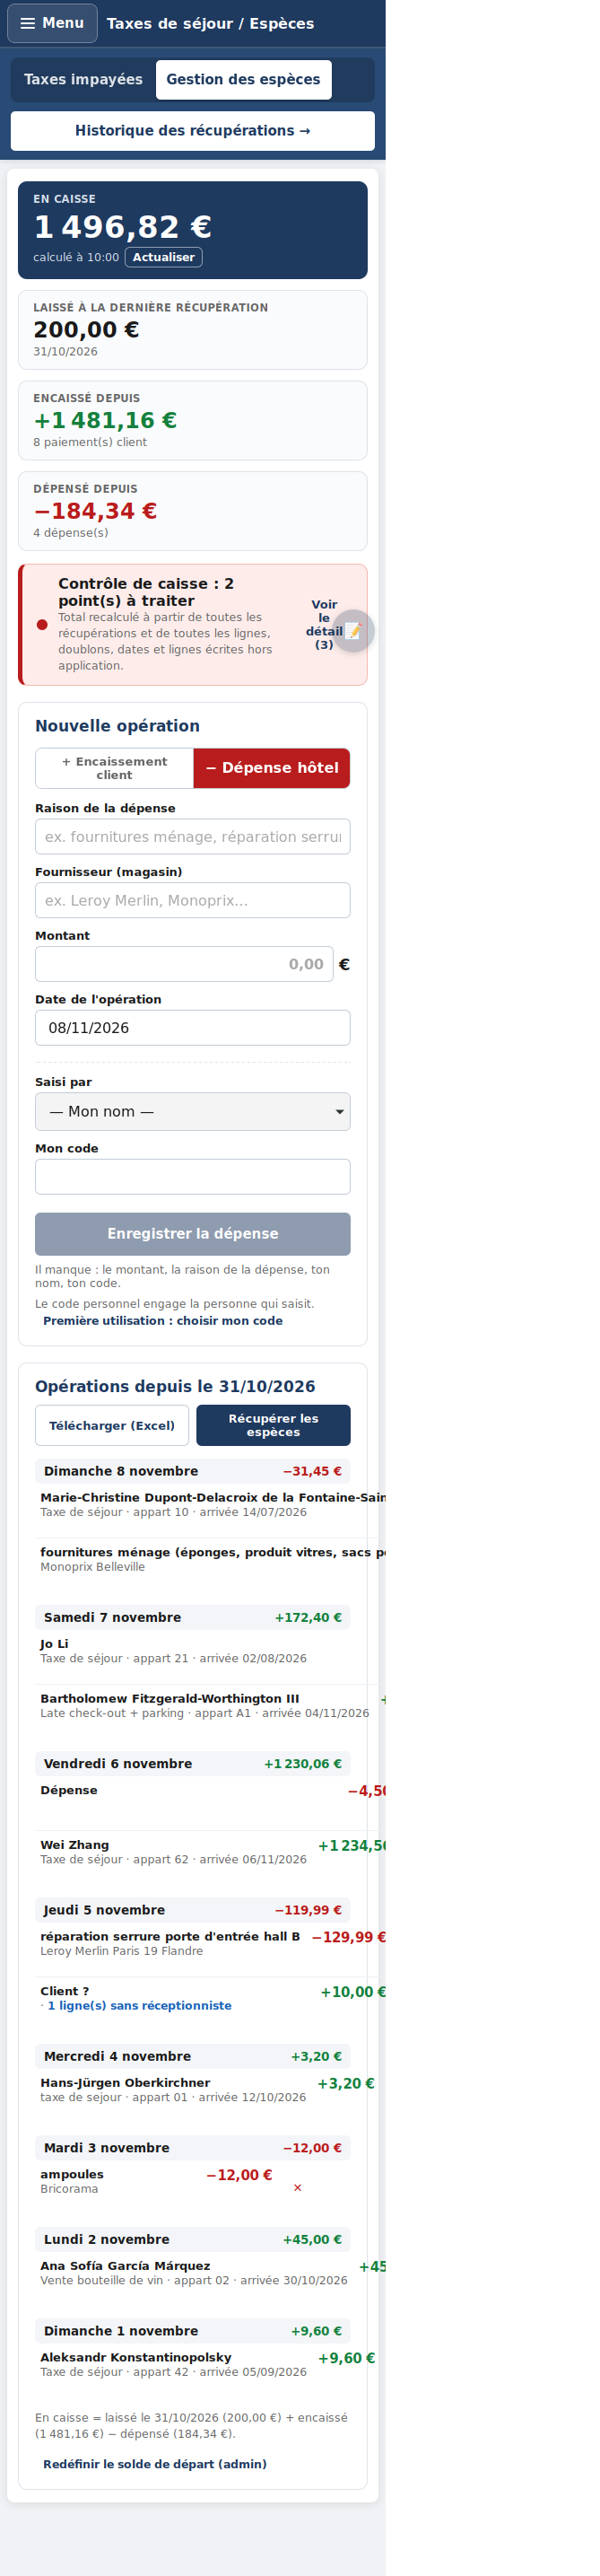 Menu
Taxes de séjour / Espèces
Taxes impayées
Gestion des espèces
Historique des récupérations →
EN CAISSE
1 496,82 €
calculé à 10:00 Actualiser
LAISSÉ À LA DERNIÈRE RÉCUPÉRATION
200,00 €
31/10/2026
ENCAISSÉ DEPUIS
+1 481,16 €
8 paiement(s) client
DÉPENSÉ DEPUIS
−184,34 €
4 dépense(s)
Contrôle de caisse : 2
point(s) à traiter
Total recalculé à partir de toutes les
récupérations et de toutes les lignes,
doublons, dates et lignes écrites hors
application.
Voir
le
détail
(3)
Nouvelle opération
+ Encaissement
client
− Dépense hôtel
Raison de la dépense
ex. fournitures ménage, réparation serrur
Fournisseur (magasin)
ex. Leroy Merlin, Monoprix…
Montant
0,00 €
Date de l'opération
08/11/2026
Saisi par
— Mon nom —
Mon code
Enregistrer la dépense
Il manque : le montant, la raison de la dépense, ton
nom, ton code.
Le code personnel engage la personne qui saisit.
Première utilisation : choisir mon code
Opérations depuis le 31/10/2026
Télécharger (Excel)
Récupérer les
espèces
Dimanche 8 novembre −31,45 €
Marie-Christine Dupont-Delacroix de la Fontaine-Sain
Taxe de séjour · appart 10 · arrivée 14/07/2026
fournitures ménage (éponges, produit vitres, sacs po
Monoprix Belleville
Samedi 7 novembre +172,40 €
Jo Li
Taxe de séjour · appart 21 · arrivée 02/08/2026
Bartholomew Fitzgerald-Worthington III +
Late check-out + parking · appart A1 · arrivée 04/11/2026
Vendredi 6 novembre +1 230,06 €
Dépense −4,50
Wei Zhang +1 234,56
Taxe de séjour · appart 62 · arrivée 06/11/2026
Jeudi 5 novembre −119,99 €
réparation serrure porte d'entrée hall B −129,99 €
Leroy Merlin Paris 19 Flandre
Client ? +10,00 €
· 1 ligne(s) sans réceptionniste
Mercredi 4 novembre +3,20 €
Hans-Jürgen Oberkirchner +3,20 €
taxe de sejour · appart 01 · arrivée 12/10/2026
Mardi 3 novembre −12,00 €
ampoules −12,00 €
Bricorama ×
Lundi 2 novembre +45,00 €
Ana Sofía García Márquez +45
Vente bouteille de vin · appart 02 · arrivée 30/10/2026
Dimanche 1 novembre +9,60 €
Aleksandr Konstantinopolsky +9,60 €
Taxe de séjour · appart 42 · arrivée 05/09/2026
En caisse = laissé le 31/10/2026 (200,00 €) + encaissé
(1 481,16 €) − dépensé (184,34 €).
Redéfinir le solde de départ (admin)